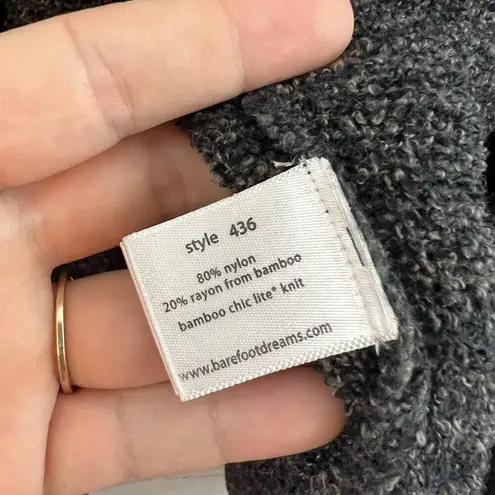 style 436
80% nylon
20% rayon from bamboo
bamboo chic lite® knit
www.barefootdreams.com